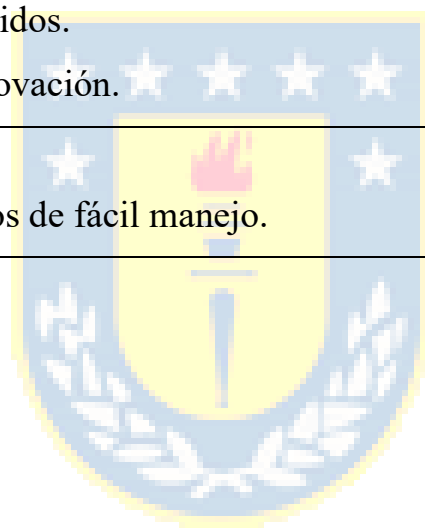 idos.
ovación.
os de fácil manejo.